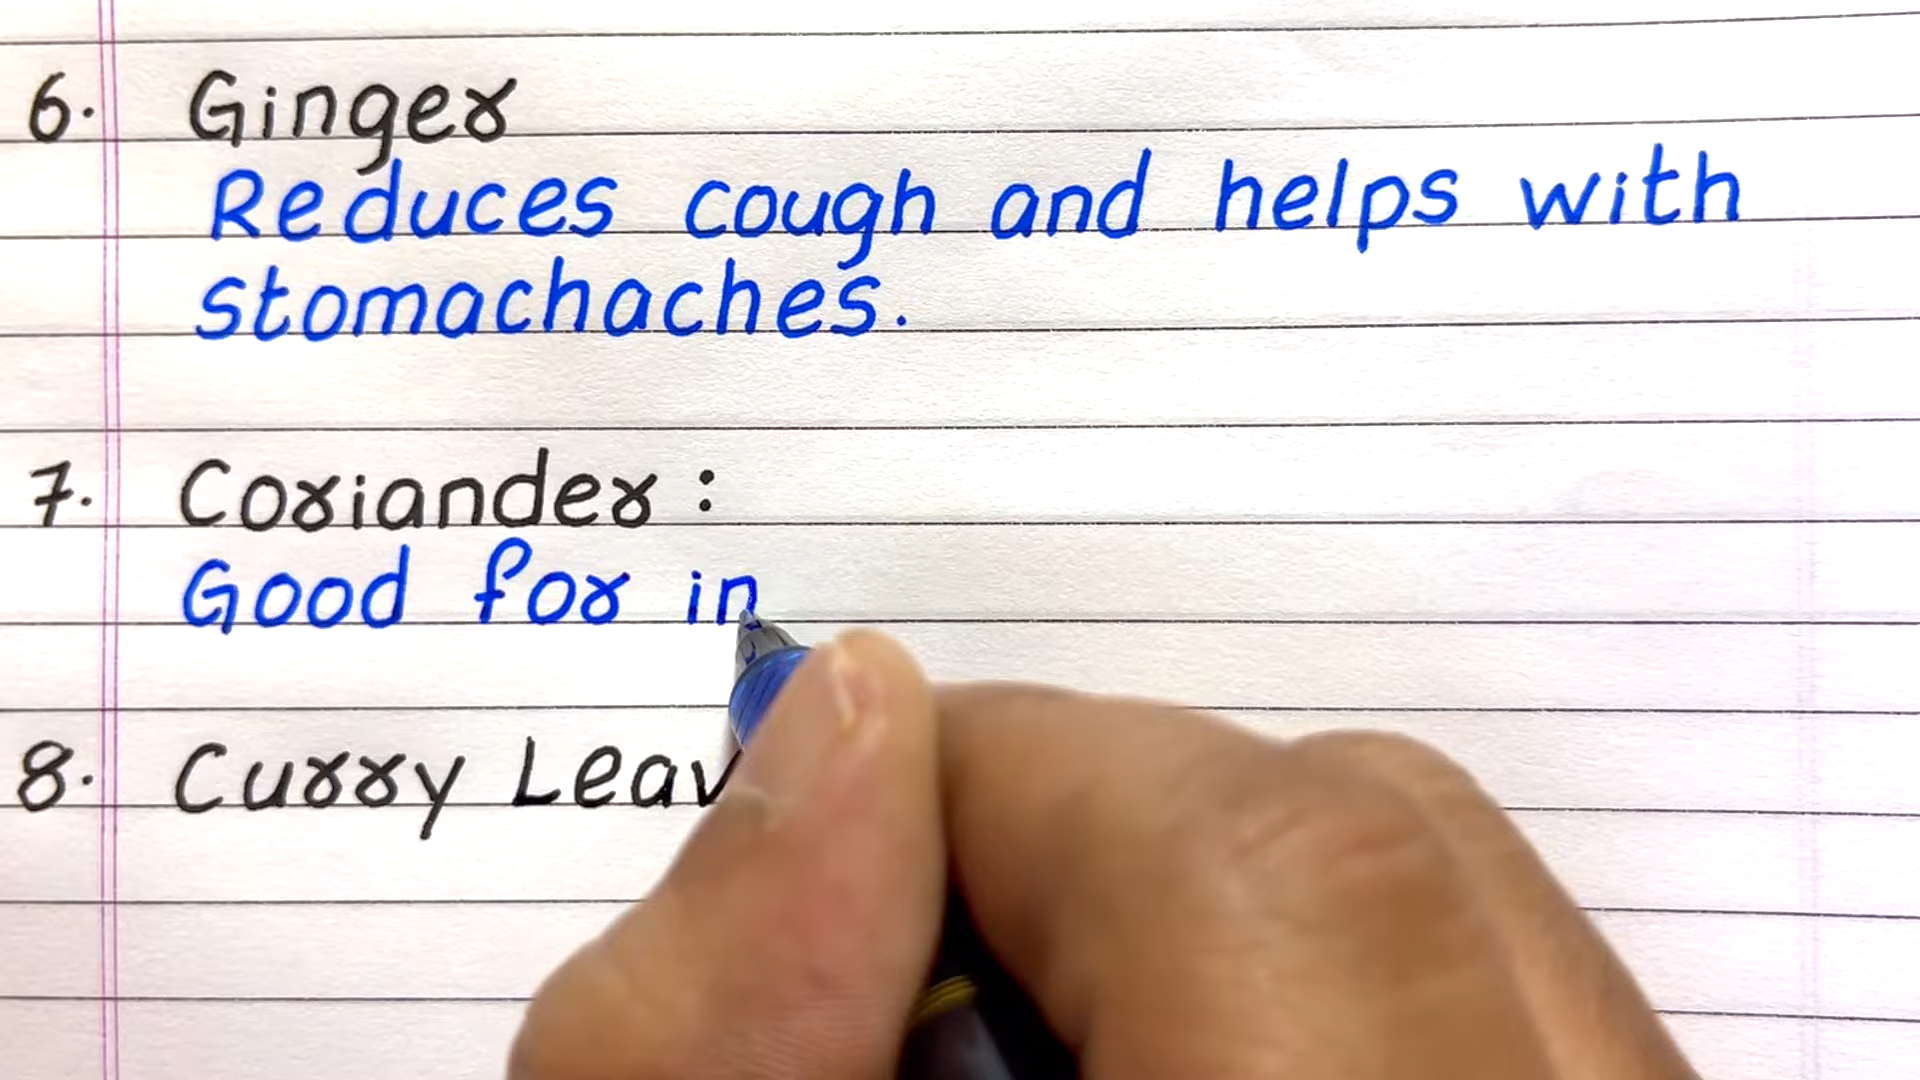 6. Ginger
Reduces cough and helps with
stomachaches.
7. Coriander :
Good for in
8. Curry Leav